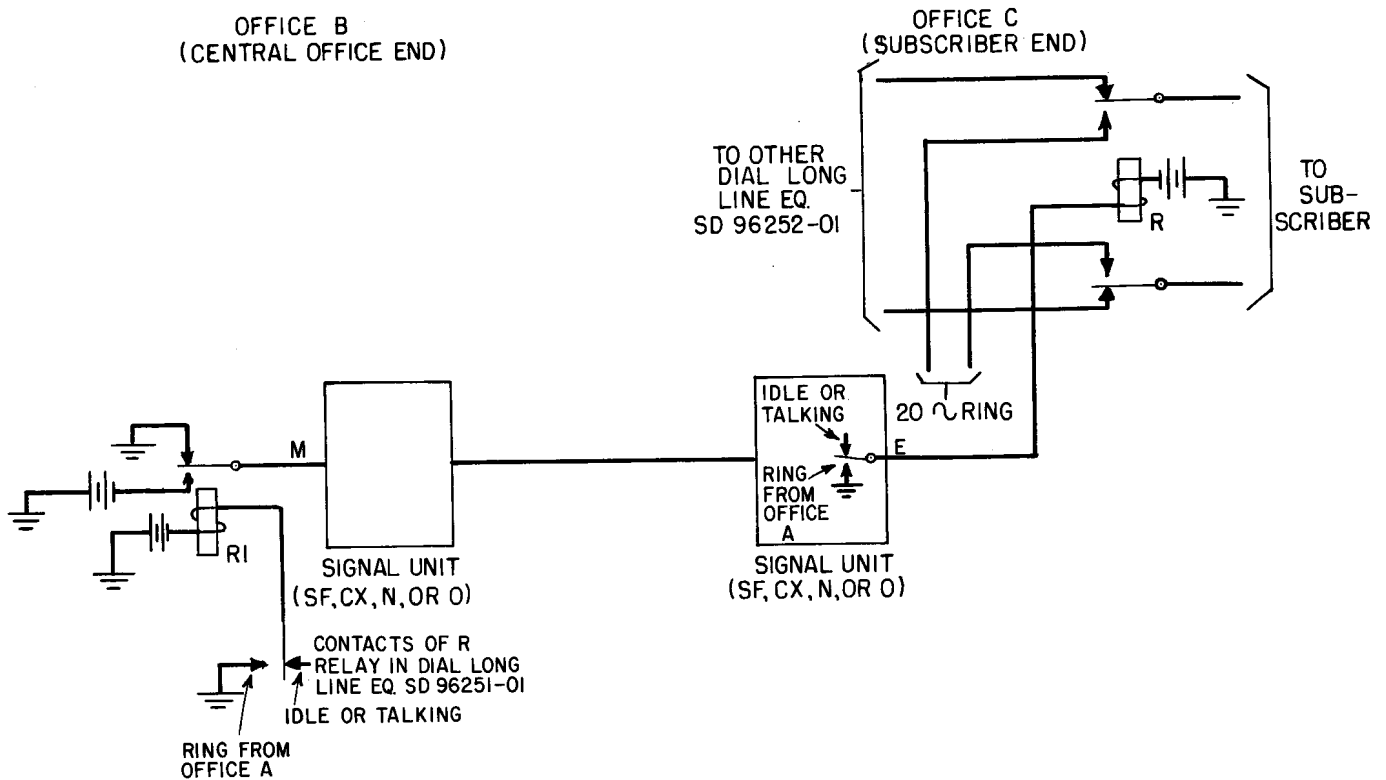 OFFICE B
(CENTRAL OFFICE END)
OFFICE C
(SUBSCRIBER END)
TO OTHER
DIAL LONG
LINE EQ.
SD 96252-01
TO
SUB-
SCRIBER
R
20 ∿ RING
IDLE OR
TALKING
E
RING
FROM
OFFICE
A
SIGNAL UNIT
(SF, CX, N, OR O)
M
R1
SIGNAL UNIT
(SF, CX, N, OR O)
CONTACTS OF R
RELAY IN DIAL LONG
LINE EQ. SD 96251-01
IDLE OR TALKING
RING FROM
OFFICE A